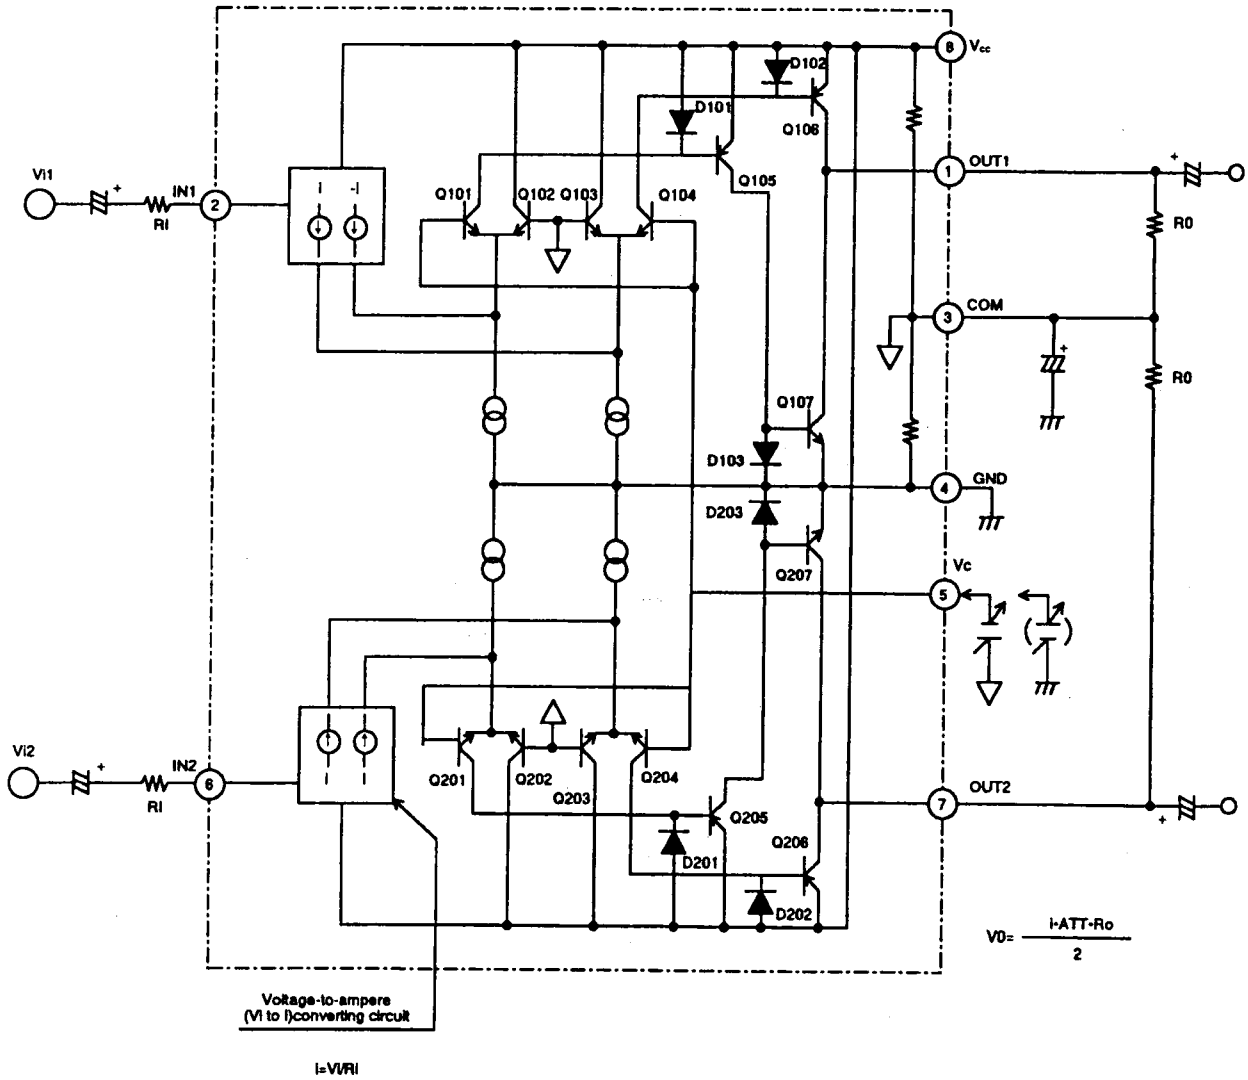 8 Vcc
D102
D101
Q106
OUT1
1
Q105
Vi1
+
RI
IN1
2
i -i
Q101 Q102 Q103 Q104
+
R0
COM
3
+
R0
Q107
D103
GND
4
D203
Q207
Vc
5
( )
Vi2
+
RI
IN2
6
Q201 Q202 Q203 Q204
Q205
D201
Q206
D202
OUT2
7
+
V0= i·ATT·Ro
2
Voltage-to-ampere
(VI to I)converting circuit
i=VI/RI